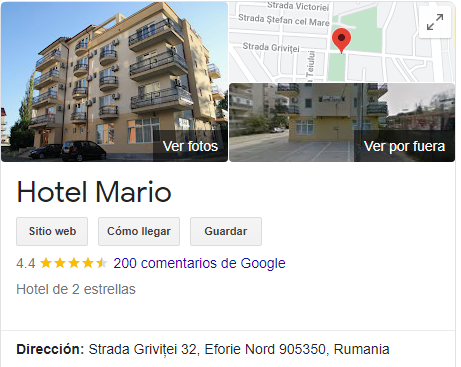 Strada Victoriei
Strada Ștefan cel Mare
Strada Griviței
Teiului
Ver fotos
Ver por fuera
Hotel Mario
Sitio web
Cómo llegar
Guardar
4.4
200 comentarios de Google
Hotel de 2 estrellas
Dirección: Strada Griviței 32, Eforie Nord 905350, Rumania